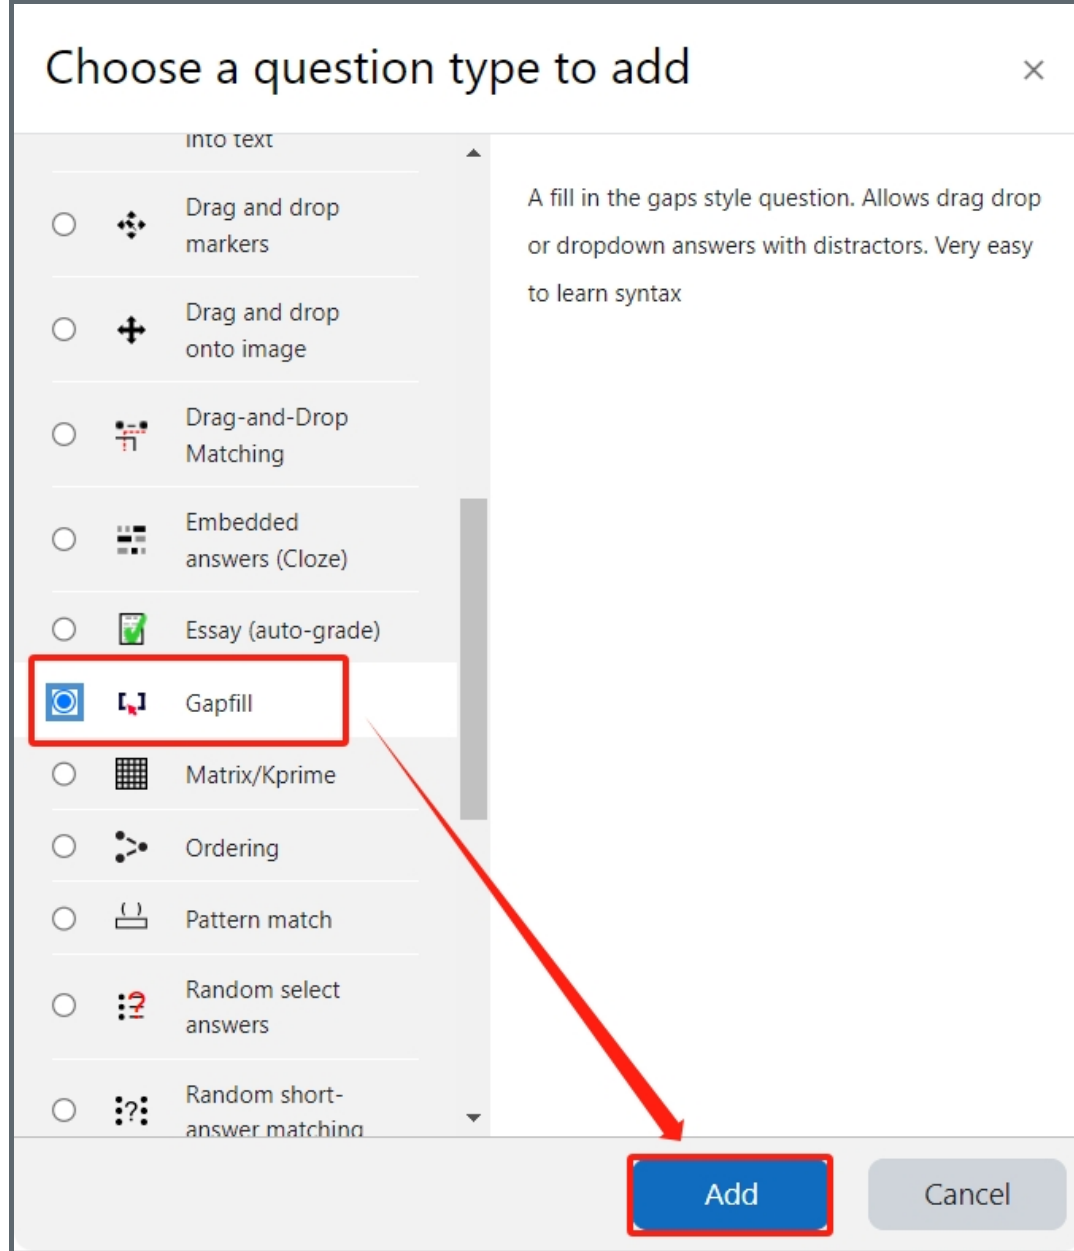 Choose a question type to add
into text
Drag and drop
markers
Drag and drop
onto image
Drag-and-Drop
Matching
Embedded
answers (Cloze)
Essay (auto-grade)
Gapfill
Matrix/Kprime
Ordering
Pattern match
Random select
answers
Random short-
answer matching
A fill in the gaps style question. Allows drag drop
or dropdown answers with distractors. Very easy
to learn syntax
Add
Cancel